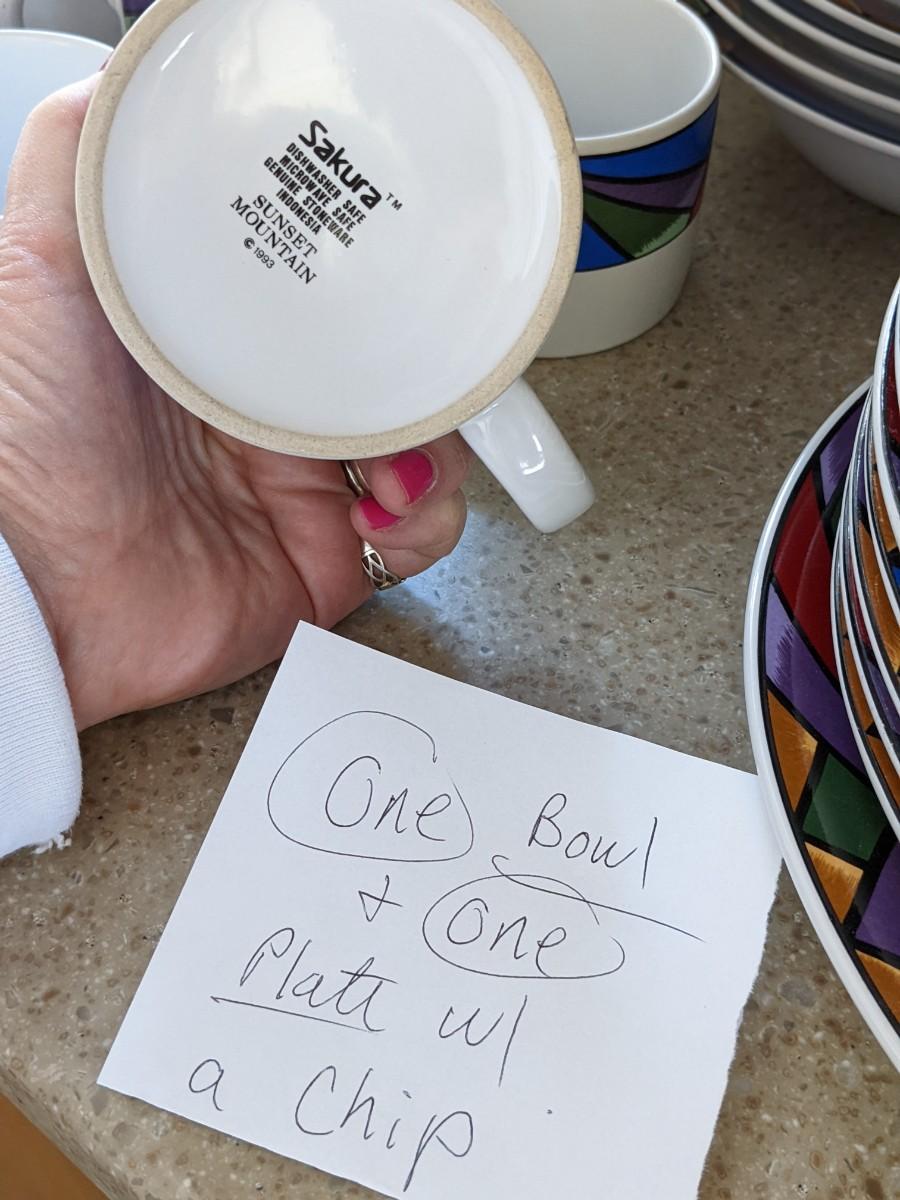 Sakura™
DISHWASHER SAFE
MICROWAVE SAFE
GENUINE STONEWARE
INDONESIA
SUNSET
MOUNTAIN
© 1993
One Bowl
& One
Plate w/
a Chip